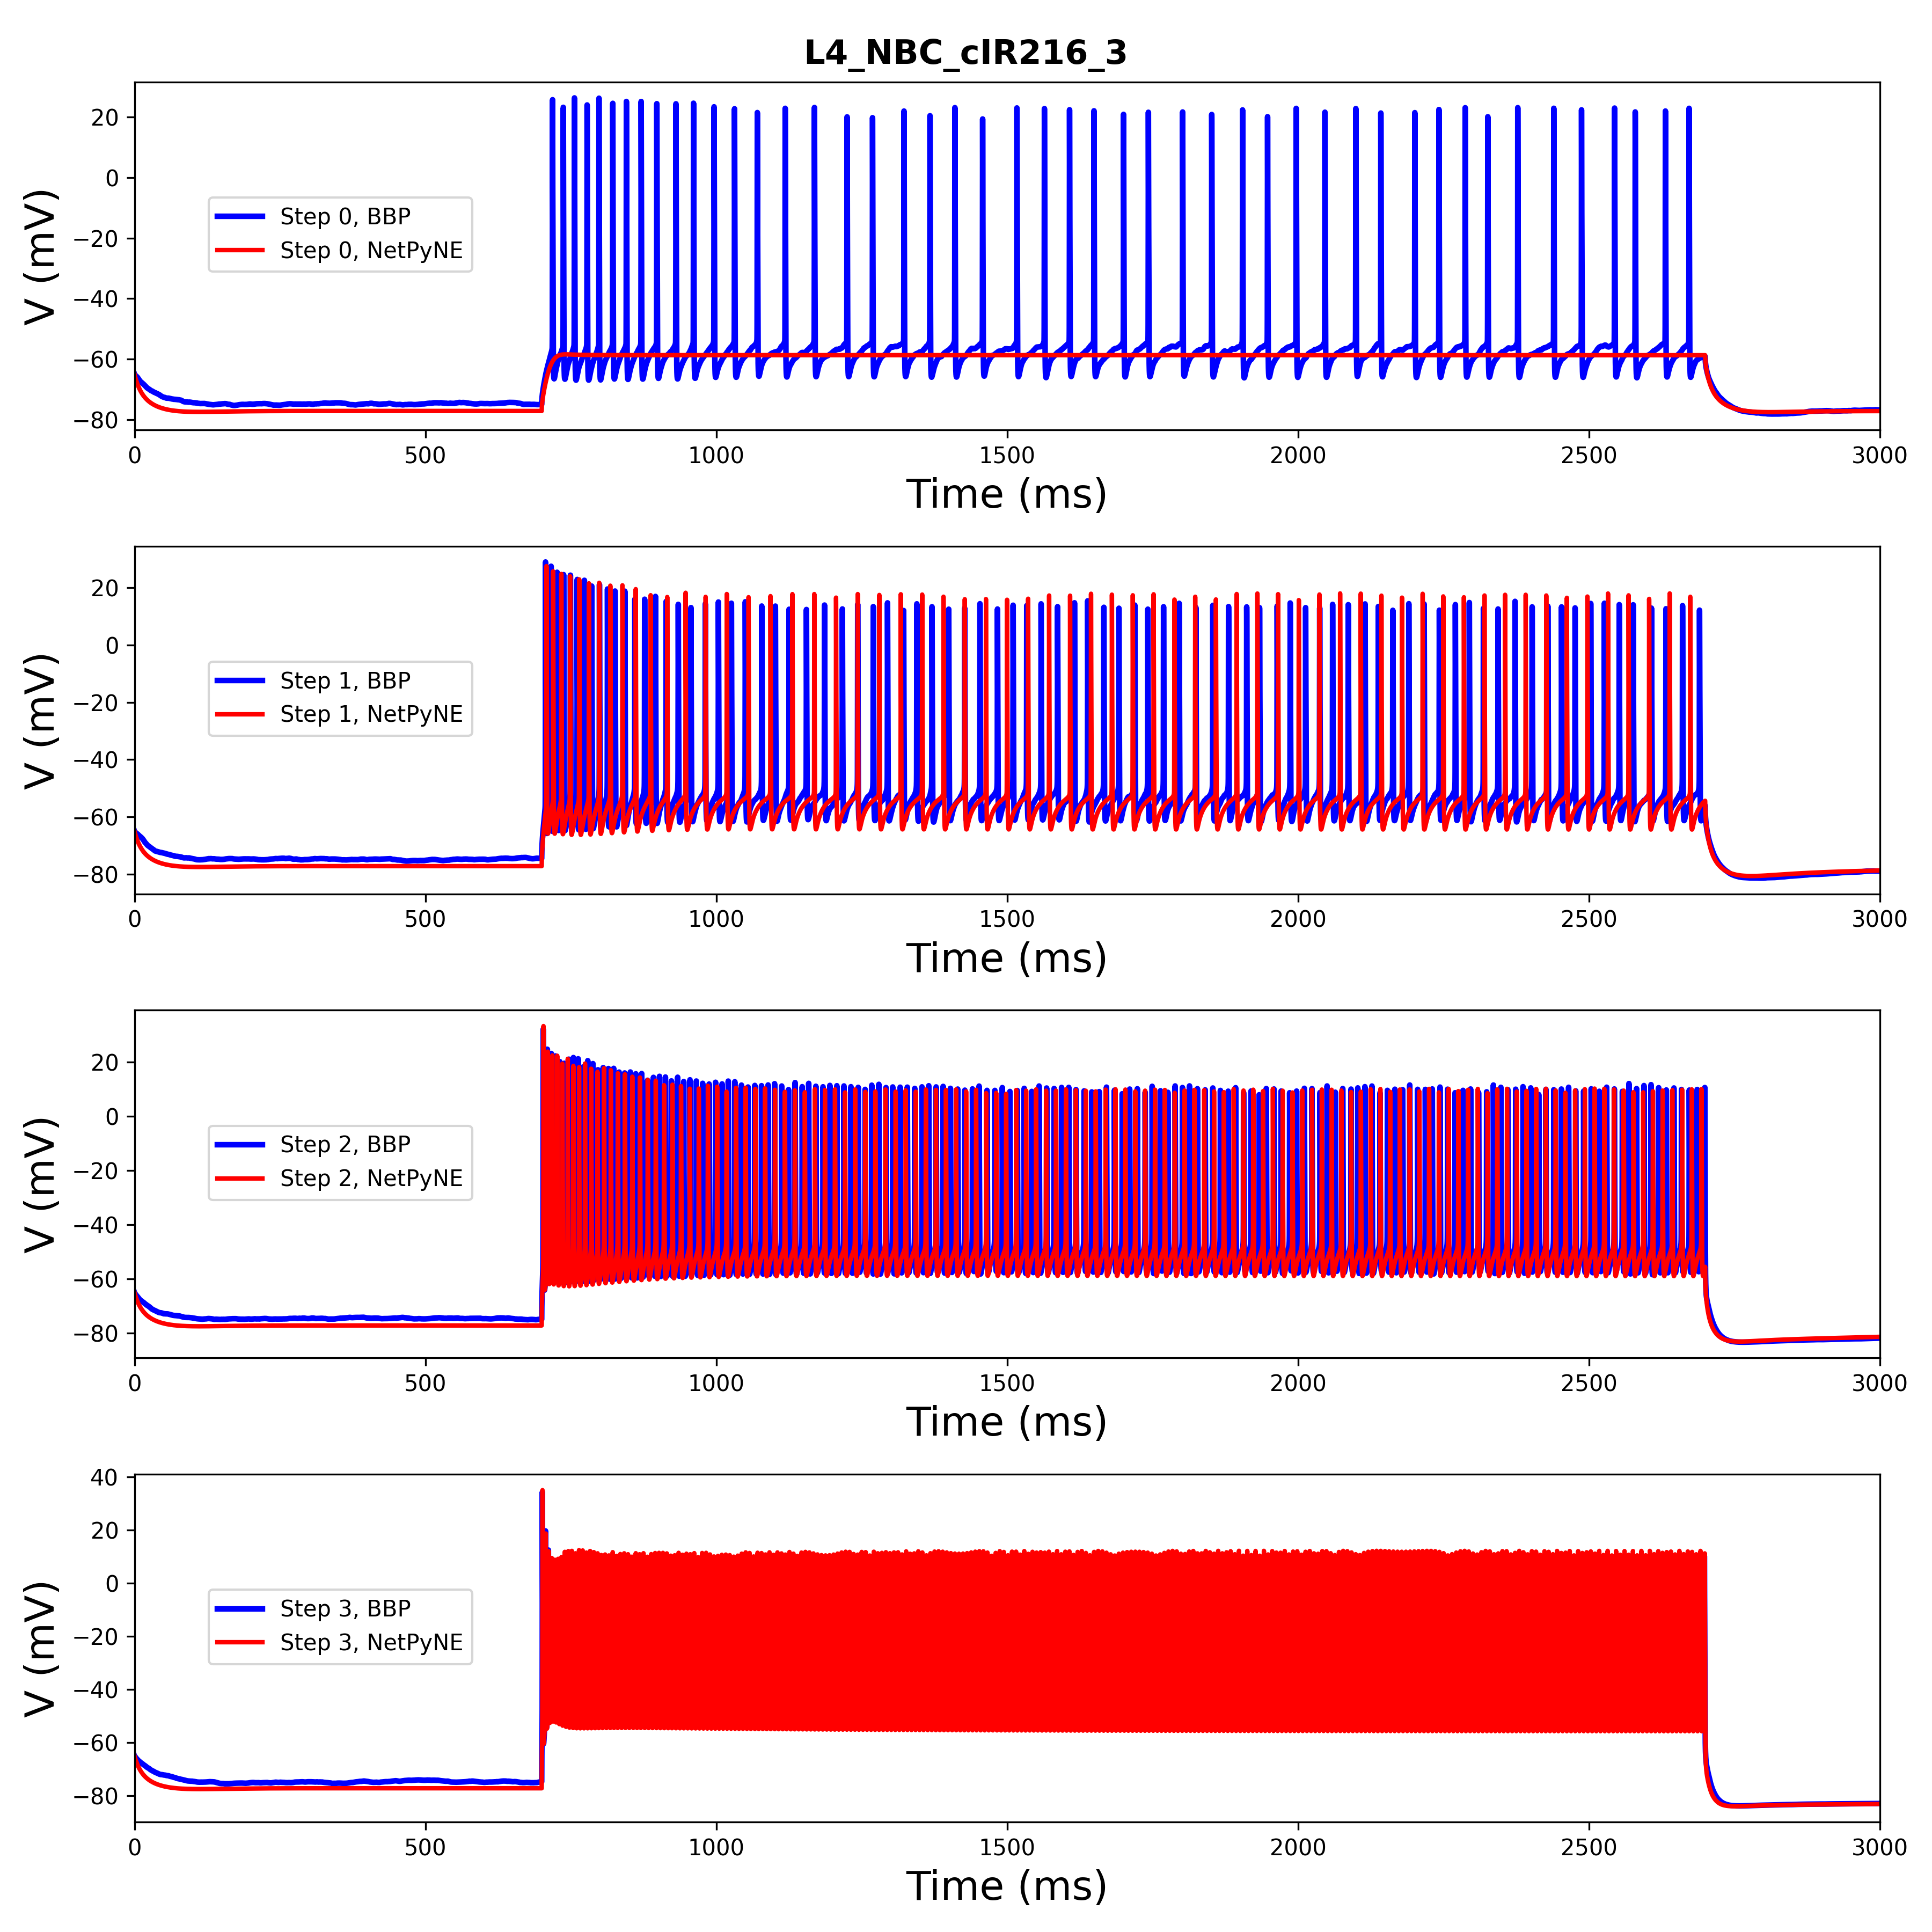 L4_NBC_cIR216_3
20
0
−20
−40
−60
−80
V (mV)
Step 0, BBP
Step 0, NetPyNE
0 500 1000 1500 2000 2500 3000
Time (ms)
20
0
−20
−40
−60
−80
V (mV)
Step 1, BBP
Step 1, NetPyNE
0 500 1000 1500 2000 2500 3000
Time (ms)
20
0
−20
−40
−60
−80
V (mV)
Step 2, BBP
Step 2, NetPyNE
0 500 1000 1500 2000 2500 3000
Time (ms)
40
20
0
−20
−40
−60
−80
V (mV)
Step 3, BBP
Step 3, NetPyNE
0 500 1000 1500 2000 2500 3000
Time (ms)